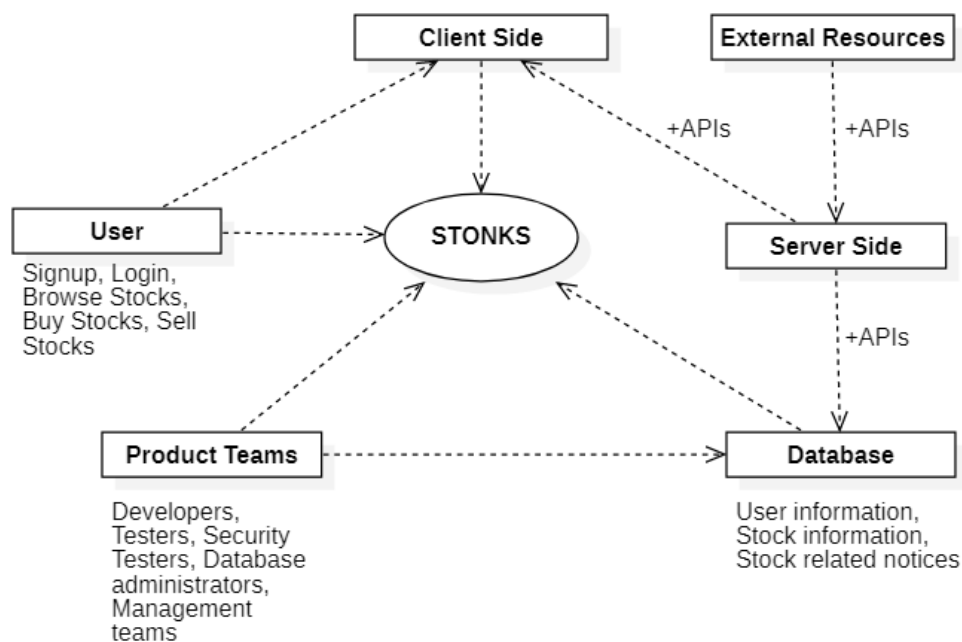 Client Side
External Resources
+APIs
+APIs
User
STONKS
Server Side
Signup, Login,
Browse Stocks,
Buy Stocks, Sell
Stocks
+APIs
Product Teams
Database
Developers,
Testers, Security
Testers, Database
administrators,
Management
teams
User information,
Stock information,
Stock related notices